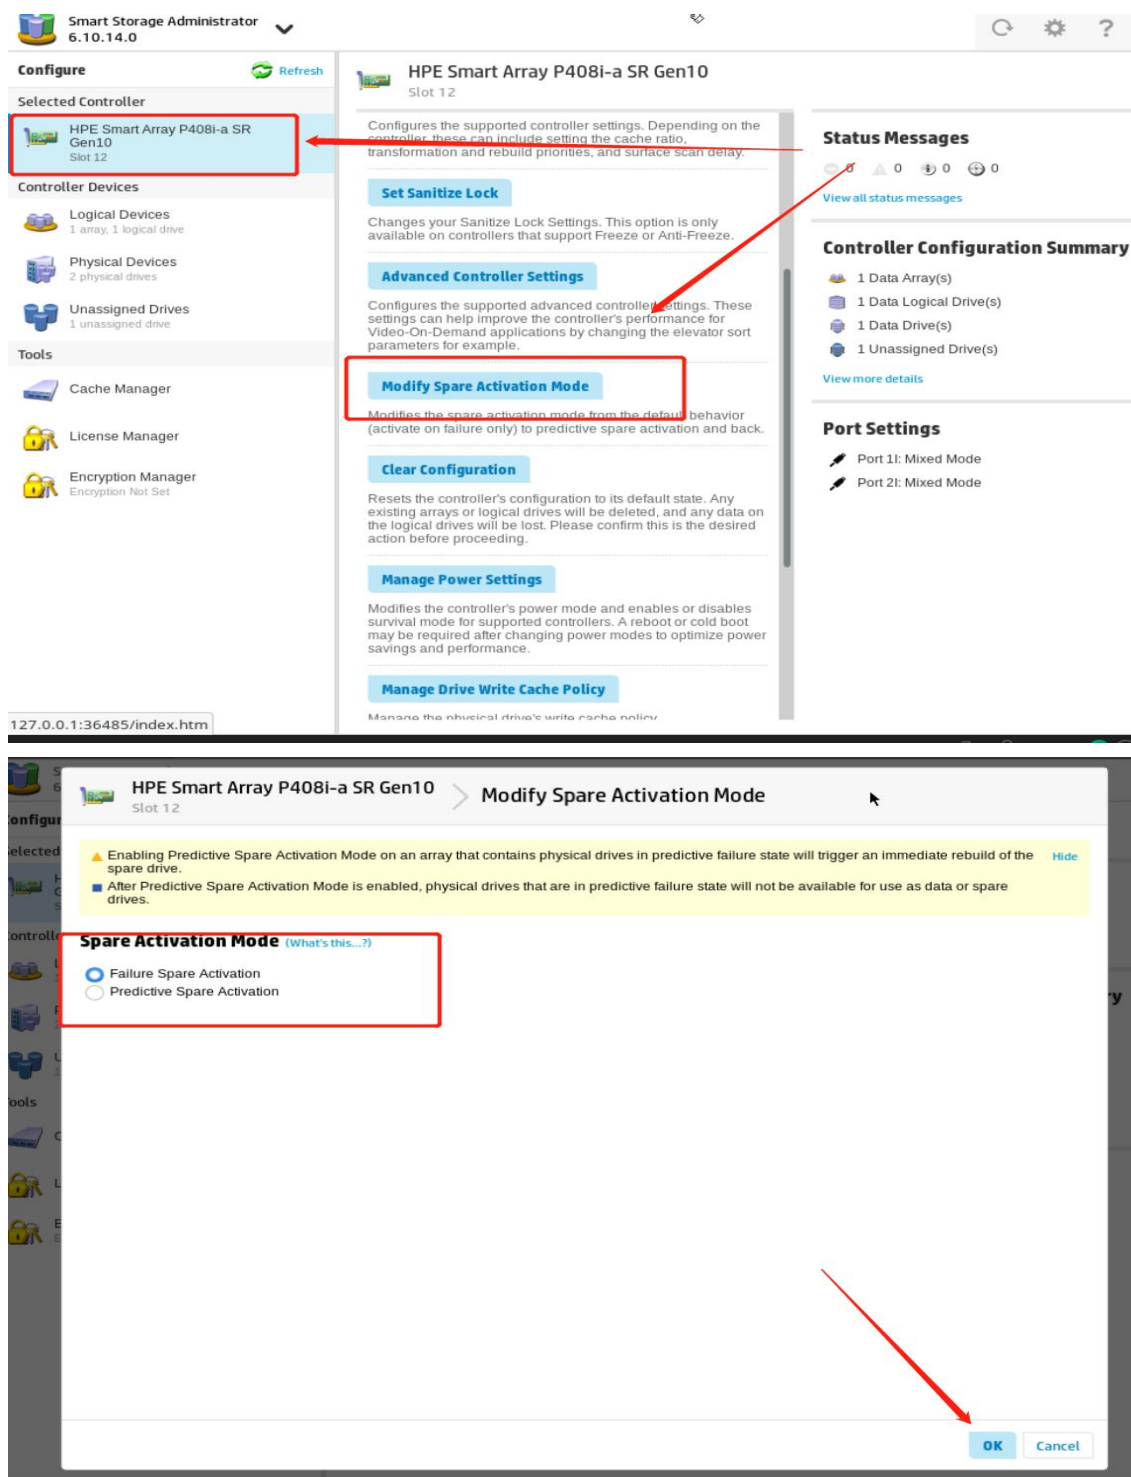 Smart Storage Administrator
6.10.14.0
Configure
Refresh
Selected Controller
HPE Smart Array P408i-a SR
Gen10
Slot 12
Controller Devices
Logical Devices
1 array, 1 logical drive
Physical Devices
2 physical drives
Unassigned Drives
1 unassigned drive
Tools
Cache Manager
License Manager
Encryption Manager
Encryption Not Set
127.0.0.1:36485/index.htm
HPE Smart Array P408i-a SR Gen10
Slot 12
Configures the supported controller settings. Depending on the
controller, these can include setting the cache ratio,
transformation and rebuild priorities, and surface scan delay.
Set Sanitize Lock
Changes your Sanitize Lock Settings. This option is only
available on controllers that support Freeze or Anti-Freeze.
Advanced Controller Settings
Configures the supported advanced controller settings. These
settings can help improve the controller's performance for
Video-On-Demand applications by changing the elevator sort
parameters for example.
Modify Spare Activation Mode
Modifies the spare activation mode from the default behavior
(activate on failure only) to predictive spare activation and back.
Clear Configuration
Resets the controller's configuration to its default state. Any
existing arrays or logical drives will be deleted, and any data on
the logical drives will be lost. Please confirm this is the desired
action before proceeding.
Manage Power Settings
Modifies the controller's power mode and enables or disables
survival mode for supported controllers. A reboot or cold boot
may be required after changing power modes to optimize power
savings and performance.
Manage Drive Write Cache Policy
Manage the physical drive's write cache policy
?
Status Messages
0 0 0 0
View all status messages
Controller Configuration Summary
1 Data Array(s)
1 Data Logical Drive(s)
1 Data Drive(s)
1 Unassigned Drive(s)
View more details
Port Settings
Port 1I: Mixed Mode
Port 2I: Mixed Mode
HPE Smart Array P408i-a SR Gen10
Slot 12
Modify Spare Activation Mode
Enabling Predictive Spare Activation Mode on an array that contains physical drives in predictive failure state will trigger an immediate rebuild of the
spare drive.
Hide
After Predictive Spare Activation Mode is enabled, physical drives that are in predictive failure state will not be available for use as data or spare
drives.
Spare Activation Mode (What's this...?)
Failure Spare Activation
Predictive Spare Activation
OK Cancel